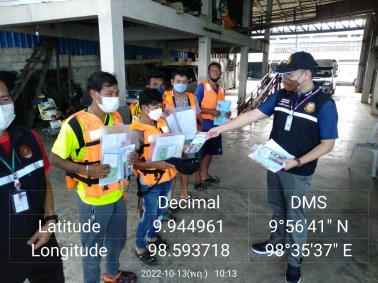 Decimal DMS
Latitude 9.944961 9°56'41" N
Longitude 98.593718 98°35'37" E
2022-10-13(พฤ.) 10:13